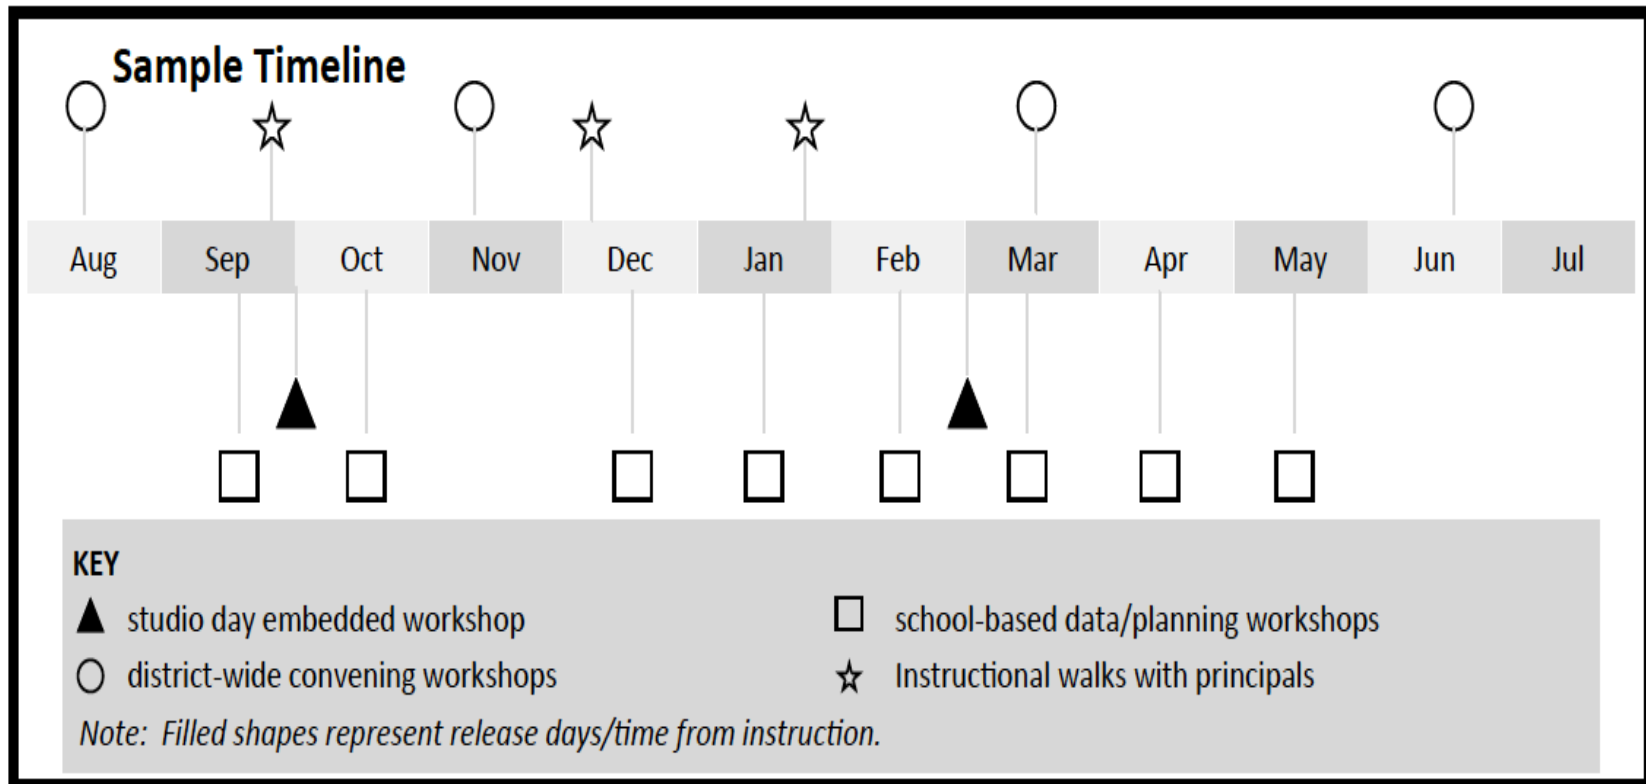 Sample Timeline
Aug Sep Oct Nov Dec Jan Feb Mar Apr May Jun Jul
KEY
studio day embedded workshop
school-based data/planning workshops
district-wide convening workshops
Instructional walks with principals
Note: Filled shapes represent release days/time from instruction.